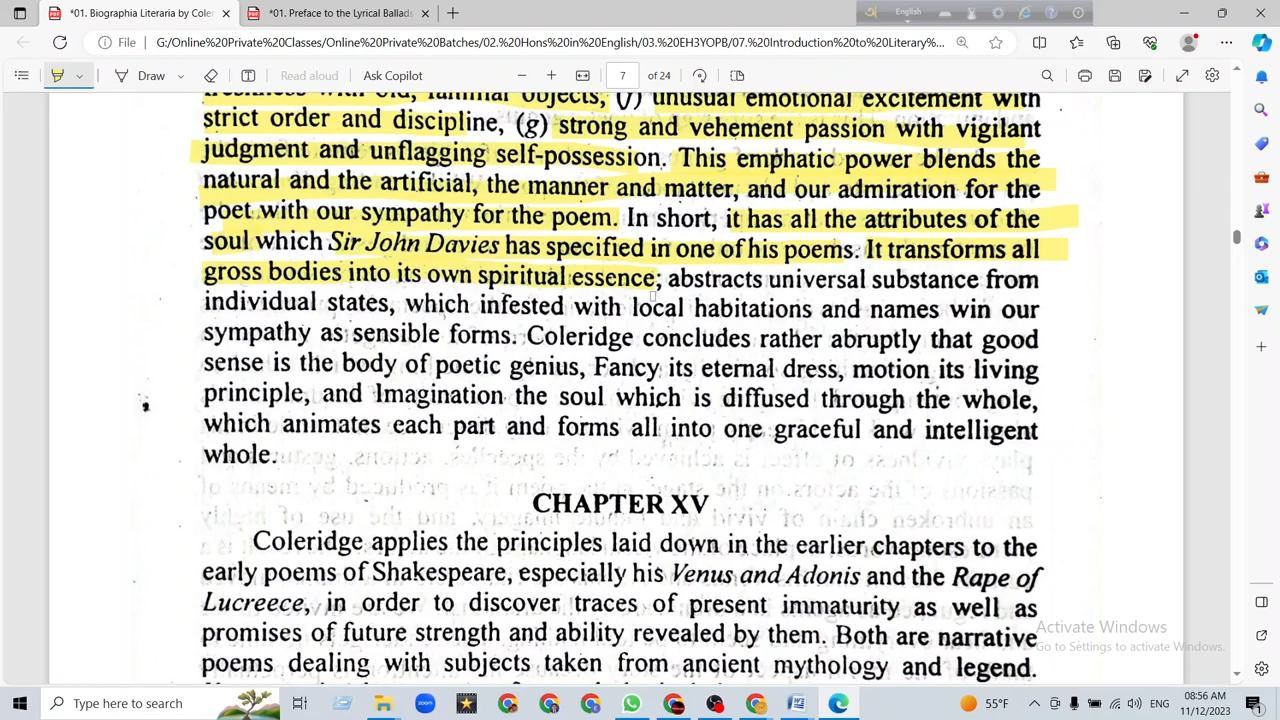 *01. Biographia Literaria by Coler
*01. Preface to the Lyrical Ballads
English
File
G:/Online%20Private%20Classes/Online%20Private%20Batches/02.%20Hons%20in%20English/03.%20EH3YOPB/07.%20Introduction%20to%20Literary%...
Draw
Read aloud
Ask Copilot
7
of 24
freshness with old, familiar objects, (f) unusual emotional excitement with
strict order and discipline, (g) strong and vehement passion with vigilant
judgment and unflagging self-possession. This emphatic power blends the
natural and the artificial, the manner and matter, and our admiration for the
poet with our sympathy for the poem. In short, it has all the attributes of the
soul which Sir John Davies has specified in one of his poems. It transforms all
gross bodies into its own spiritual essence; abstracts universal substance from
individual states, which infested with local habitations and names win our
sympathy as sensible forms. Coleridge concludes rather abruptly that good
sense is the body of poetic genius, Fancy its eternal dress, motion its living
principle, and Imagination the soul which is diffused through the whole,
which animates each part and forms all into one graceful and intelligent
whole.
CHAPTER XV
Coleridge applies the principles laid down in the earlier chapters to the
early poems of Shakespeare, especially his Venus and Adonis and the Rape of
Lucreece, in order to discover traces of present immaturity as well as
promises of future strength and ability revealed by them. Both are narrative
poems dealing with subjects taken from ancient mythology and legend.
Activate Windows
Go to Settings to activate Windows.
Type here to search
zoom
55°F
ENG
08:56 AM
11/12/2023